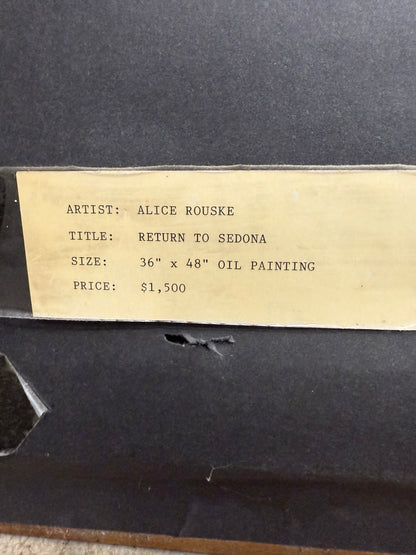 ARTIST: ALICE ROUSKE
TITLE: RETURN TO SEDONA
SIZE: 36" x 48" OIL PAINTING
PRICE: $1,500